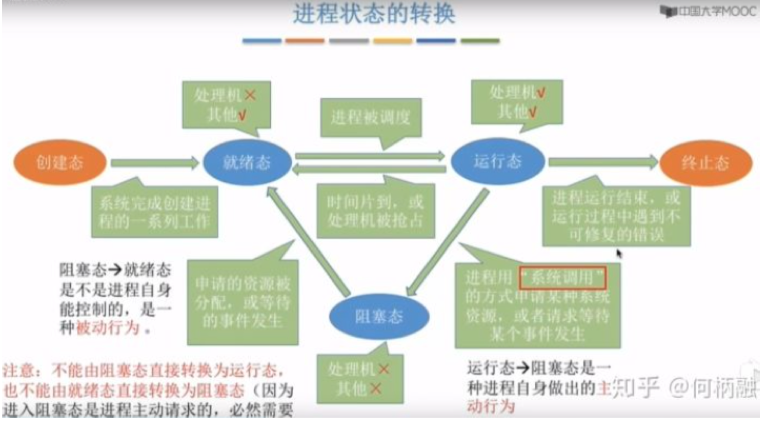 进程状态的转换
中国大学MOOC
处理机×
其他√
进程被调度
处理机√
其他√
创建态
就绪态
运行态
终止态
系统完成创建进
程的一系列工作
时间片到，或
处理机被抢占
进程运行结束，或
运行过程中遇到不
可修复的错误
阻塞态→就绪态
是不是进程自身
能控制的，是一
种被动行为。
申请的资源被
分配，或等待
的事件发生
进程用“系统调用”
的方式申请某种系统
资源，或者请求等待
某个事件发生
阻塞态
处理机×
其他×
运行态→阻塞态是一
种进程自身做出的主
动行为
注意：不能由阻塞态直接转换为运行态，
也不能由就绪态直接转换为阻塞态（因为
进入阻塞态是进程主动请求的，必然需要
知乎 @何柄融